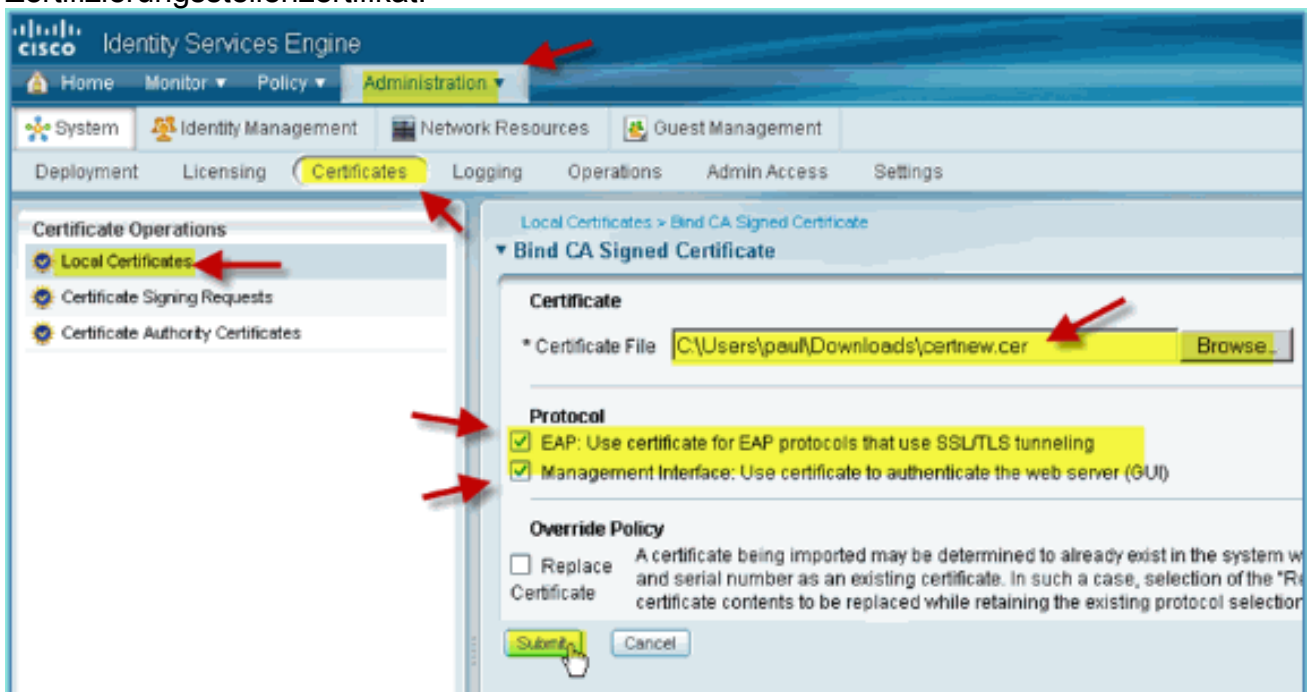 Zertifizierungsstellenzertifikat.
cisco Identity Services Engine
Home Monitor Policy Administration
System Identity Management Network Resources Guest Management
Deployment Licensing Certificates Logging Operations Admin Access Settings
Certificate Operations
Local Certificates
Certificate Signing Requests
Certificate Authority Certificates
Local Certificates > Bind CA Signed Certificate
Bind CA Signed Certificate
Certificate
* Certificate File C:\Users\paul\Downloads\certnew.cer Browse...
Protocol
EAP: Use certificate for EAP protocols that use SSL/TLS tunneling
Management Interface: Use certificate to authenticate the web server (GUI)
Override Policy
Replace Certificate
A certificate being imported may be determined to already exist in the system
and serial number as an existing certificate. In such a case, selection of the
certificate contents to be replaced while retaining the existing protocol selection
Submit Cancel